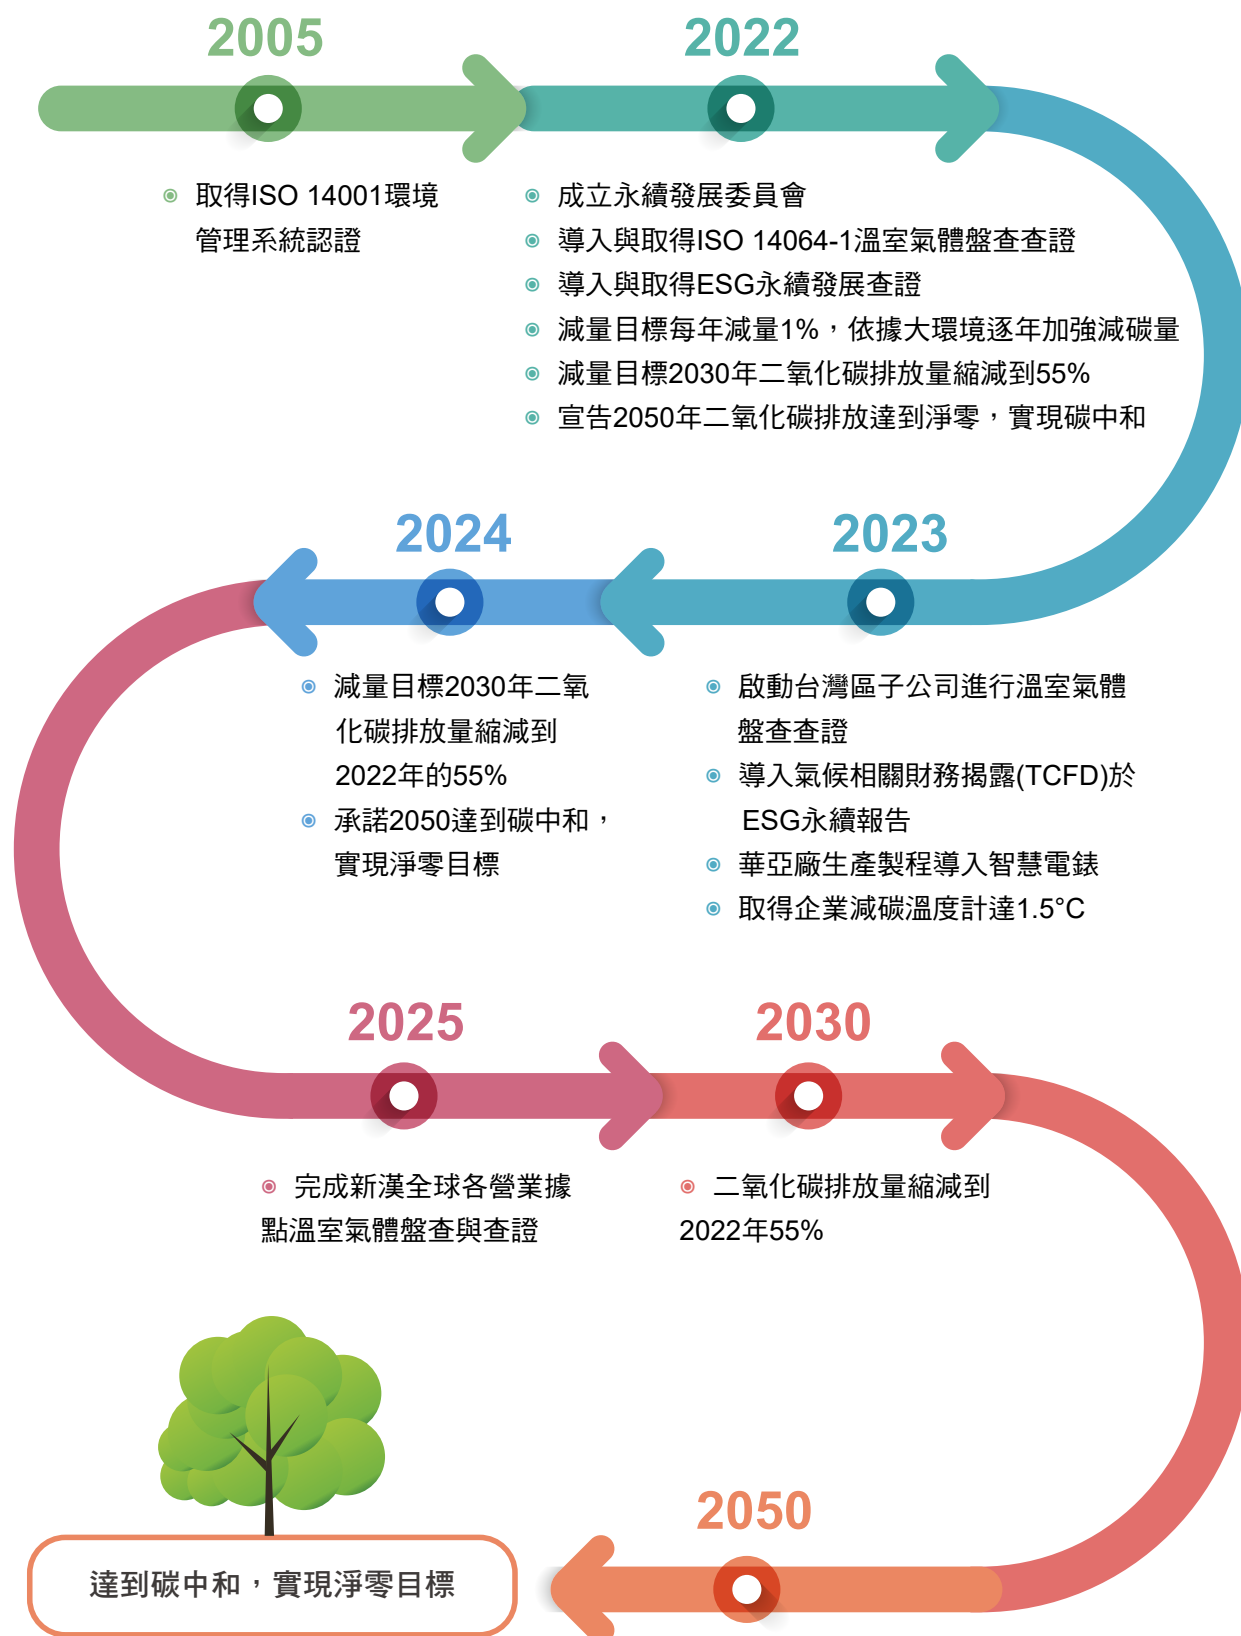 2005
取得ISO 14001環境
管理系統認證
2022
成立永續發展委員會
導入與取得ISO 14064-1溫室氣體盤查查證
導入與取得ESG永續發展查證
減量目標每年減量1%，依據大環境逐年加強減碳量
減量目標2030年二氧化碳排放量縮減到55%
宣告2050年二氧化碳排放達到淨零，實現碳中和
2023
啟動台灣區子公司進行溫室氣體
盤查查證
導入氣候相關財務揭露(TCFD)於
ESG永續報告
華亞廠生產製程導入智慧電錶
取得企業減碳溫度計達1.5°C
2024
減量目標2030年二氧
化碳排放量縮減到
2022年的55%
承諾2050達到碳中和，
實現淨零目標
2025
完成新漢全球各營業據
點溫室氣體盤查與查證
2030
二氧化碳排放量縮減到
2022年55%
2050
達到碳中和，實現淨零目標